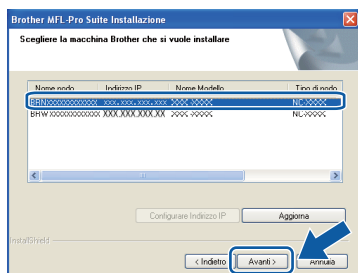 Brother MFL-Pro Suite Installazione
Scegliere la macchina Brother che si vuole installare
Nome nodo Indirizzo IP Nome Modello Tipo di nodo
BRNXXXXXXXXXXXX XXX.XXX.XXX.XXX XXX-XXXX NC-XXXX
BRWXXXXXXXXXXXX XXX.XXX.XXX.XX XXX-XXXX NC-XXXX
Configurare Indirizzo IP Aggiorna
InstallShield
< Indietro Avanti > Annulla